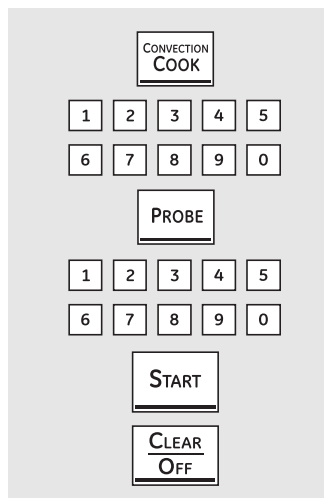 CONVECTION
COOK
1 2 3 4 5
6 7 8 9 0
PROBE
1 2 3 4 5
6 7 8 9 0
START
CLEAR
OFF